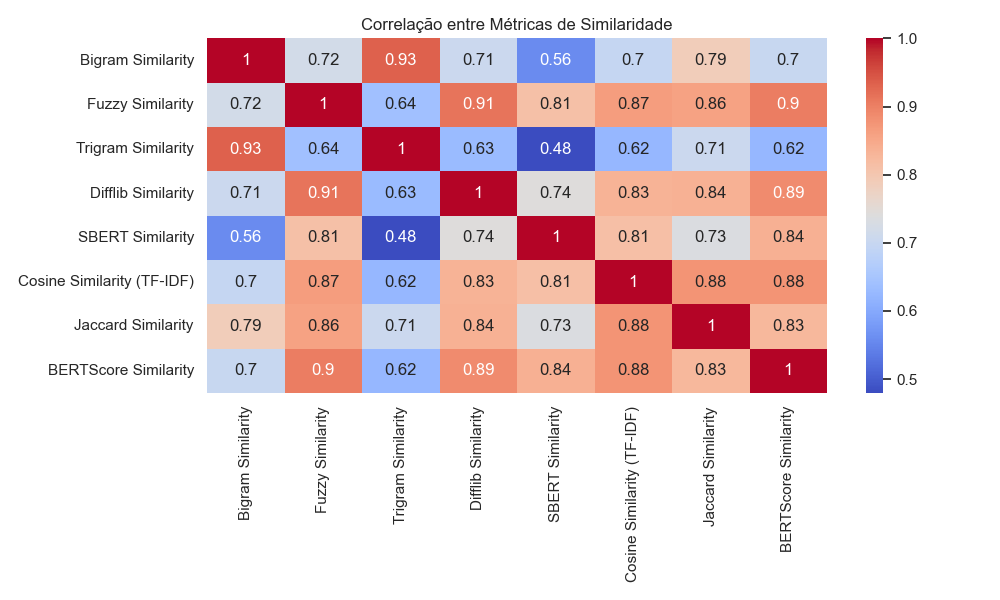 Correlação entre Métricas de Similaridade
Bigram Similarity 1 0.72 0.93 0.71 0.56 0.7 0.79 0.7
Fuzzy Similarity 0.72 1 0.64 0.91 0.81 0.87 0.86 0.9
Trigram Similarity 0.93 0.64 1 0.63 0.48 0.62 0.71 0.62
Difflib Similarity 0.71 0.91 0.63 1 0.74 0.83 0.84 0.89
SBERT Similarity 0.56 0.81 0.48 0.74 1 0.81 0.73 0.84
Cosine Similarity (TF-IDF) 0.7 0.87 0.62 0.83 0.81 1 0.88 0.88
Jaccard Similarity 0.79 0.86 0.71 0.84 0.73 0.88 1 0.83
BERTScore Similarity 0.7 0.9 0.62 0.89 0.84 0.88 0.83 1
Bigram Similarity
Fuzzy Similarity
Trigram Similarity
Difflib Similarity
SBERT Similarity
Cosine Similarity (TF-IDF)
Jaccard Similarity
BERTScore Similarity
1.0
0.9
0.8
0.7
0.6
0.5